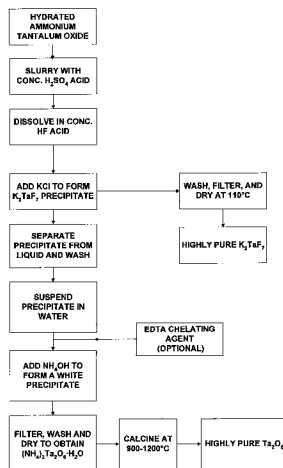 HYDRATED
AMMONIUM
TANTALUM OXIDE
SLURRY WITH
CONC. H₂SO₄ ACID
DISSOLVE IN CONC.
HF ACID
ADD KCl TO FORM
K₂TaF₇ PRECIPITATE
WASH, FILTER, AND
DRY AT 110°C
SEPARATE
PRECIPITATE FROM
LIQUID AND WASH
HIGHLY PURE K₂TaF₇
SUSPEND
PRECIPITATE IN
WATER
EDTA CHELATING
AGENT
(OPTIONAL)
ADD NH₄OH TO
FORM A WHITE
PRECIPITATE
FILTER, WASH AND
DRY TO OBTAIN
(NH₄)₂Ta₂O₆·H₂O
CALCINE AT
900-1200°C
HIGHLY PURE Ta₂O₅